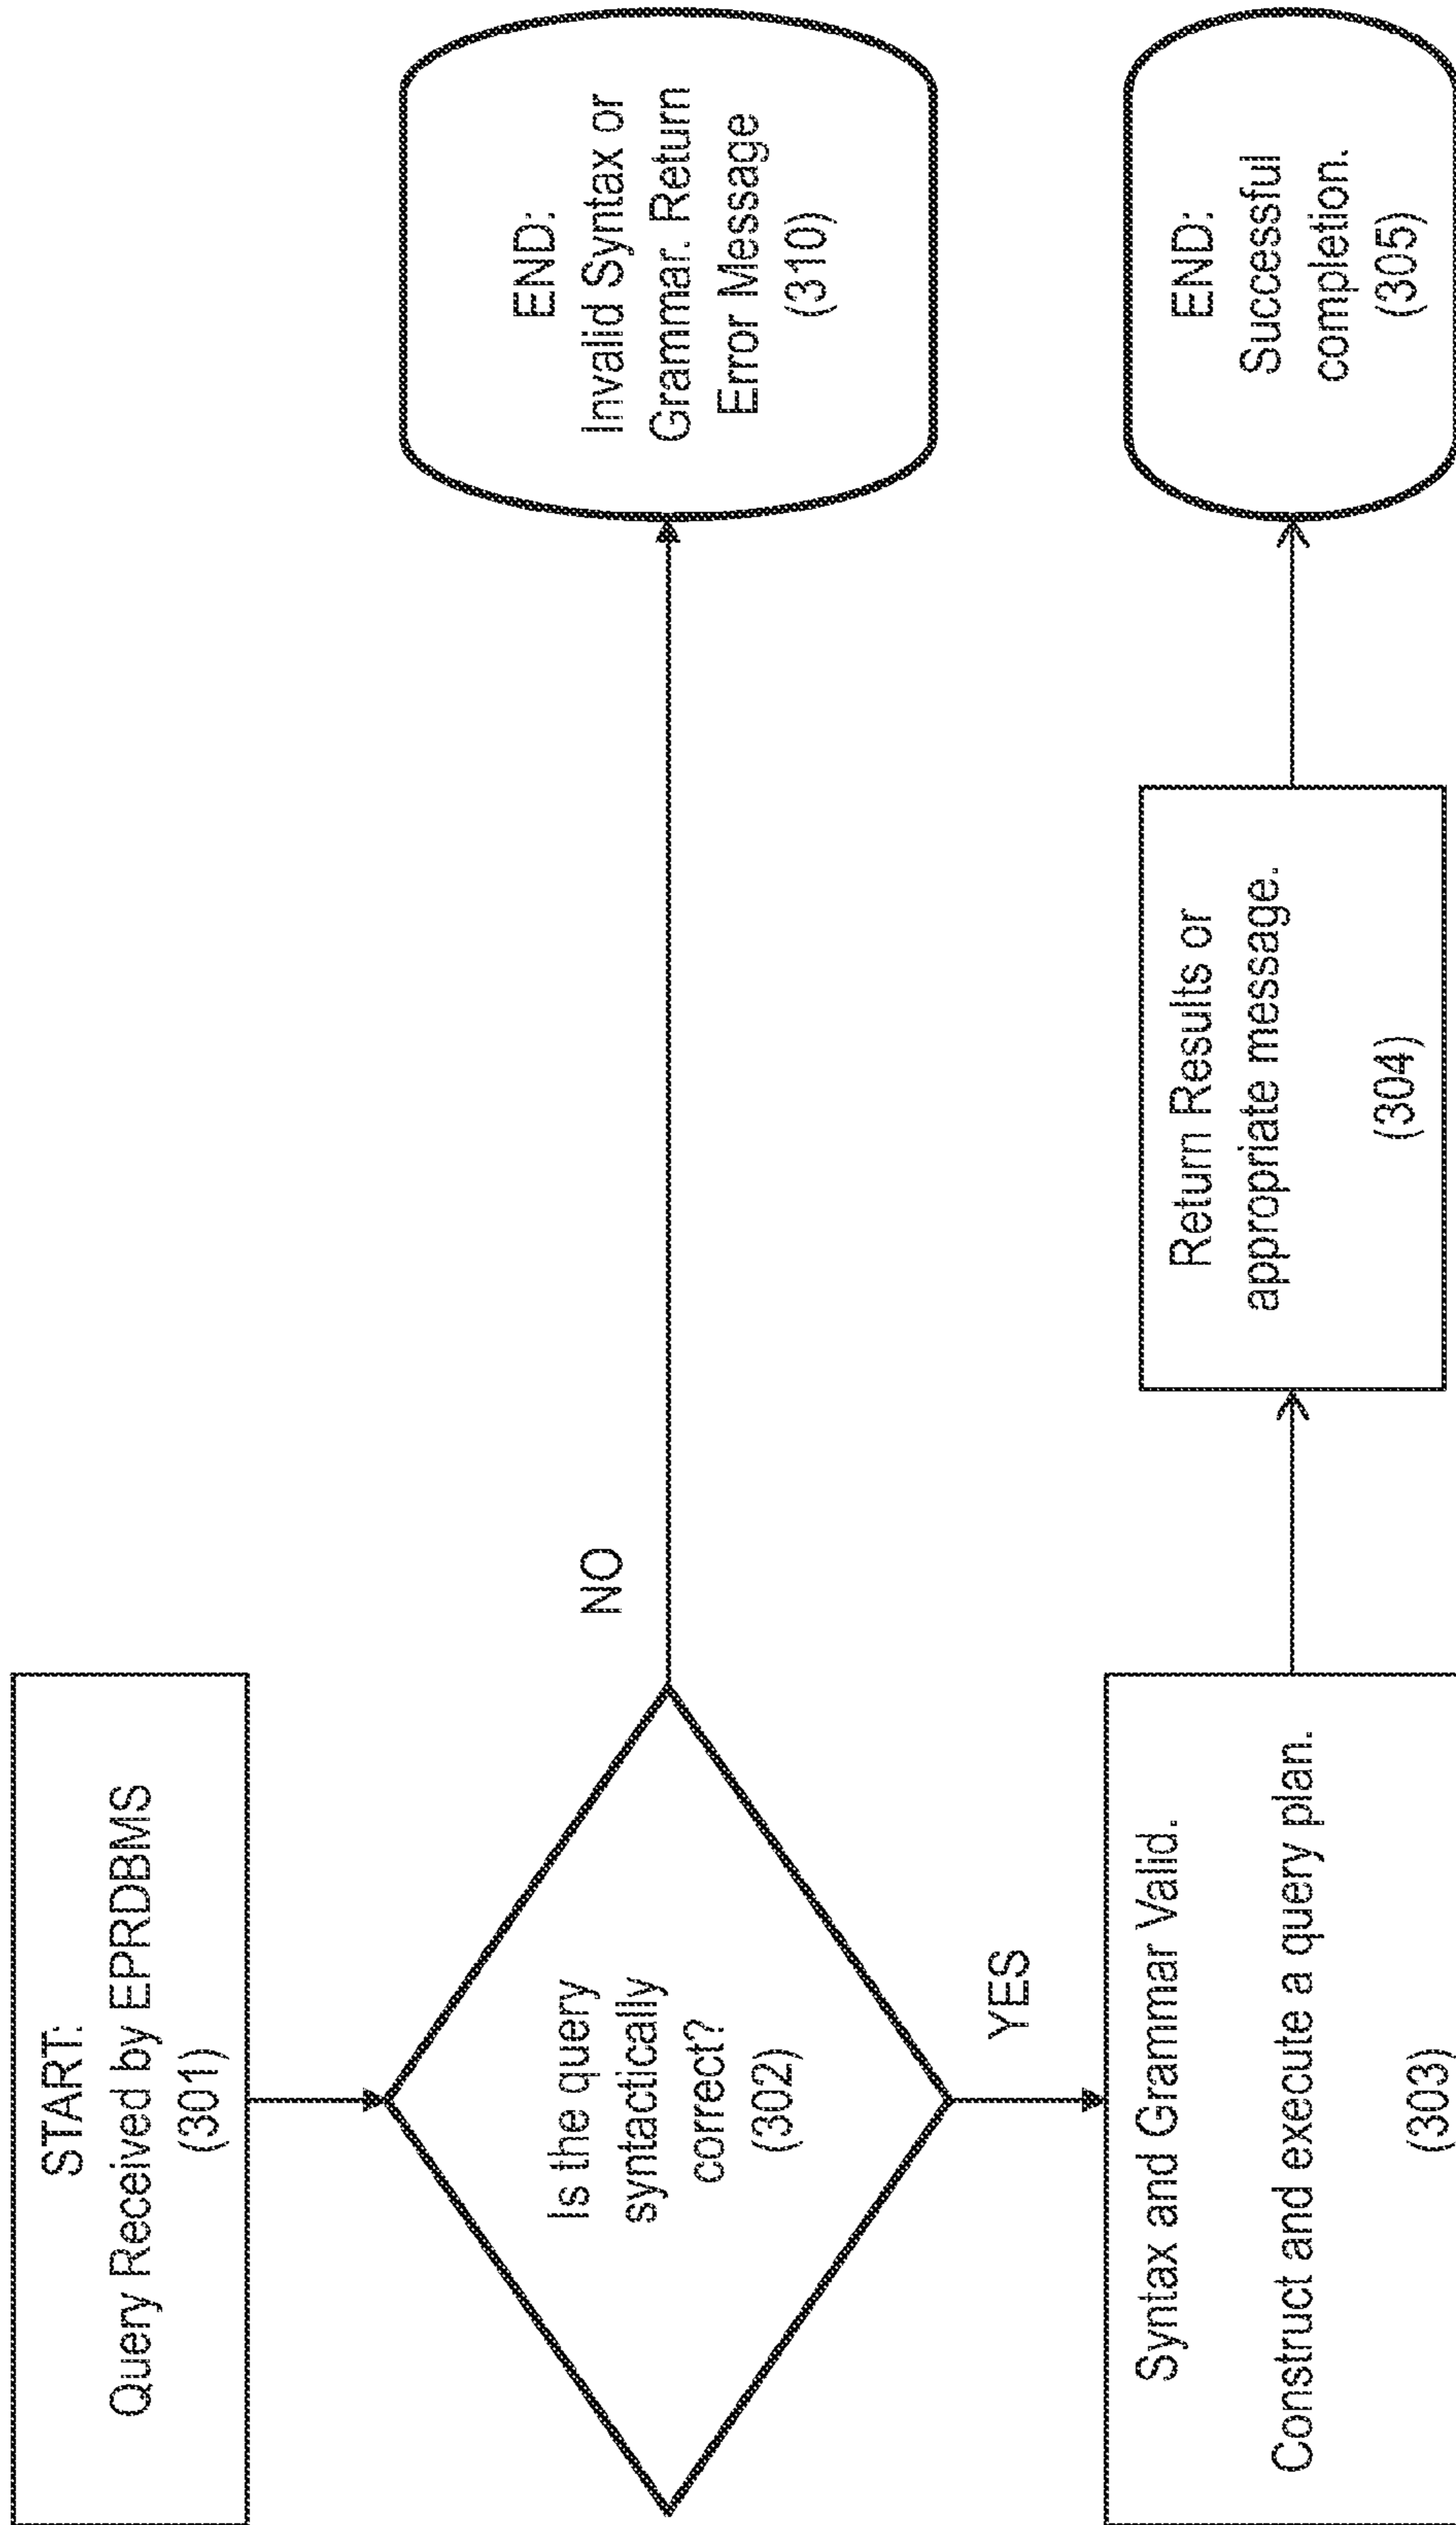 START:
Query Received by EPRDBMS
(301)
Is the query
syntactically
correct?
(302)
NO
END:
Invalid Syntax or
Grammar. Return
Error Message
(310)
YES
Syntax and Grammar Valid.
Construct and execute a query plan.
(303)
Return Results or
appropriate message.
(304)
END:
Successful
completion.
(305)